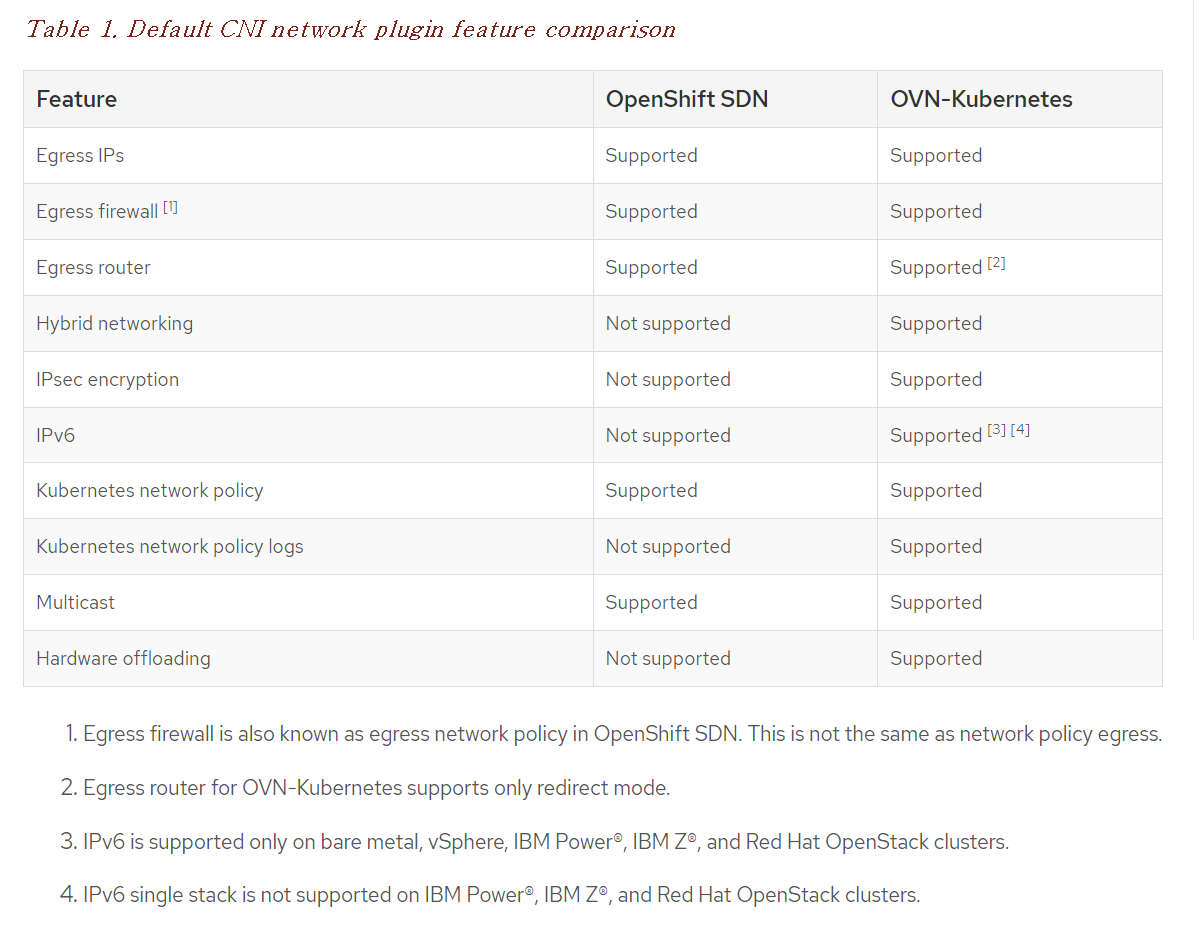 Table 1. Default CNI network plugin feature comparison
Feature OpenShift SDN OVN-Kubernetes
Egress IPs Supported Supported
Egress firewall [1] Supported Supported
Egress router Supported Supported [2]
Hybrid networking Not supported Supported
IPsec encryption Not supported Supported
IPv6 Not supported Supported [3] [4]
Kubernetes network policy Supported Supported
Kubernetes network policy logs Not supported Supported
Multicast Supported Supported
Hardware offloading Not supported Supported
1. Egress firewall is also known as egress network policy in OpenShift SDN. This is not the same as network policy egress.
2. Egress router for OVN-Kubernetes supports only redirect mode.
3. IPv6 is supported only on bare metal, vSphere, IBM Power®, IBM Z®, and Red Hat OpenStack clusters.
4. IPv6 single stack is not supported on IBM Power®, IBM Z®, and Red Hat OpenStack clusters.